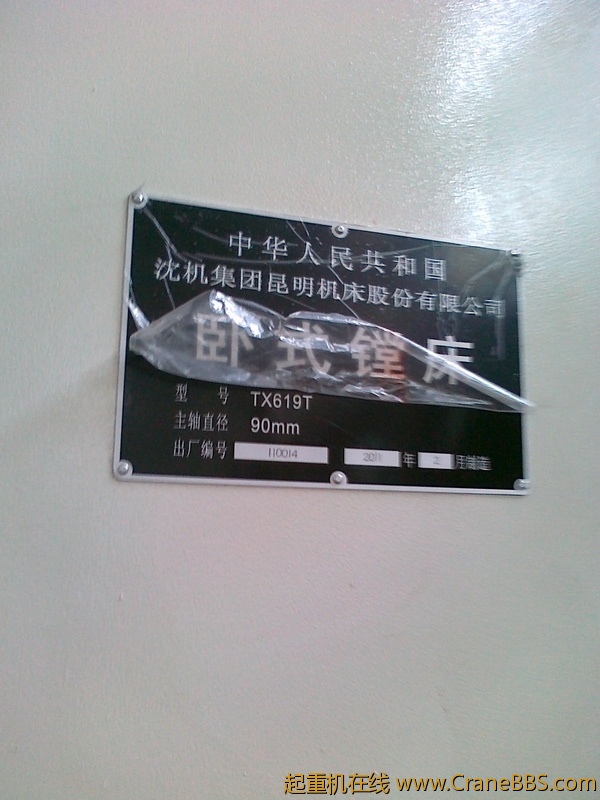 中华人民共和国
沈机集团昆明机床股份有限公司
卧式镗床
型号 TX619T
主轴直径 90mm
出厂编号 110014 2011 年 2 月制造
起重机在线 www.CraneBBS.com